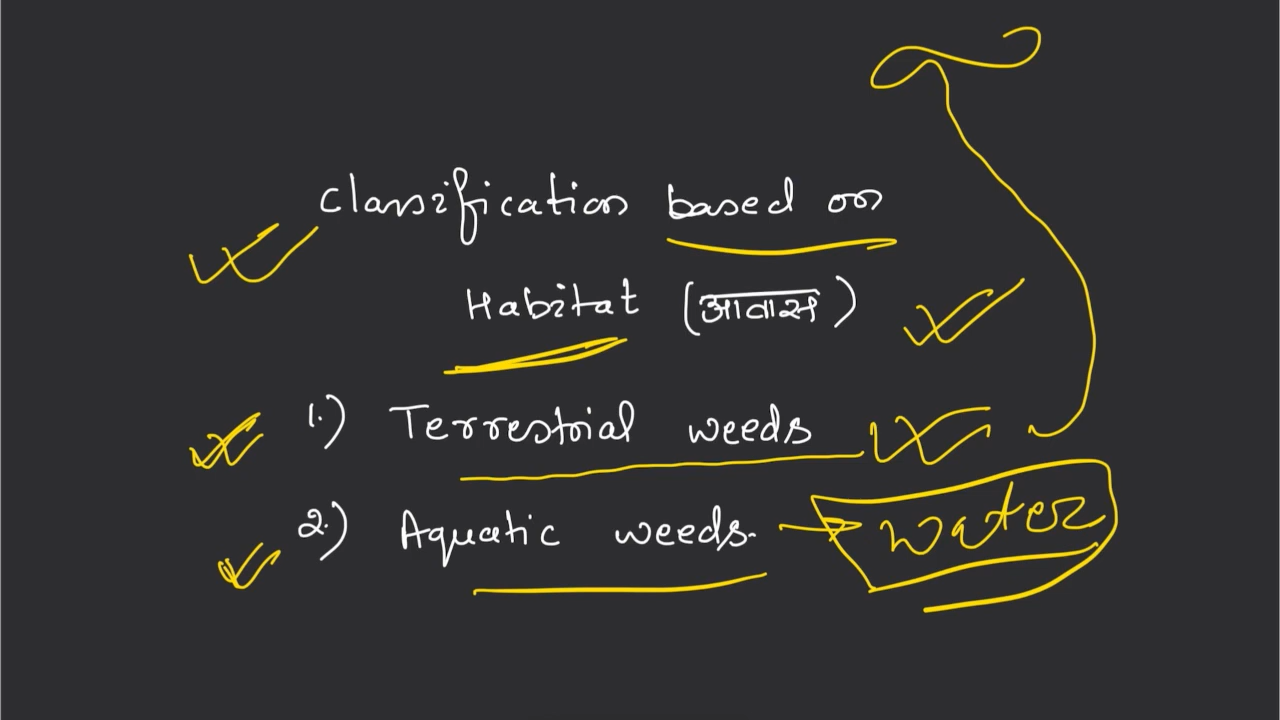 Classification based on
Habitat (आवास)
1.) Terrestrial weeds
2.) Aquatic weeds. → water